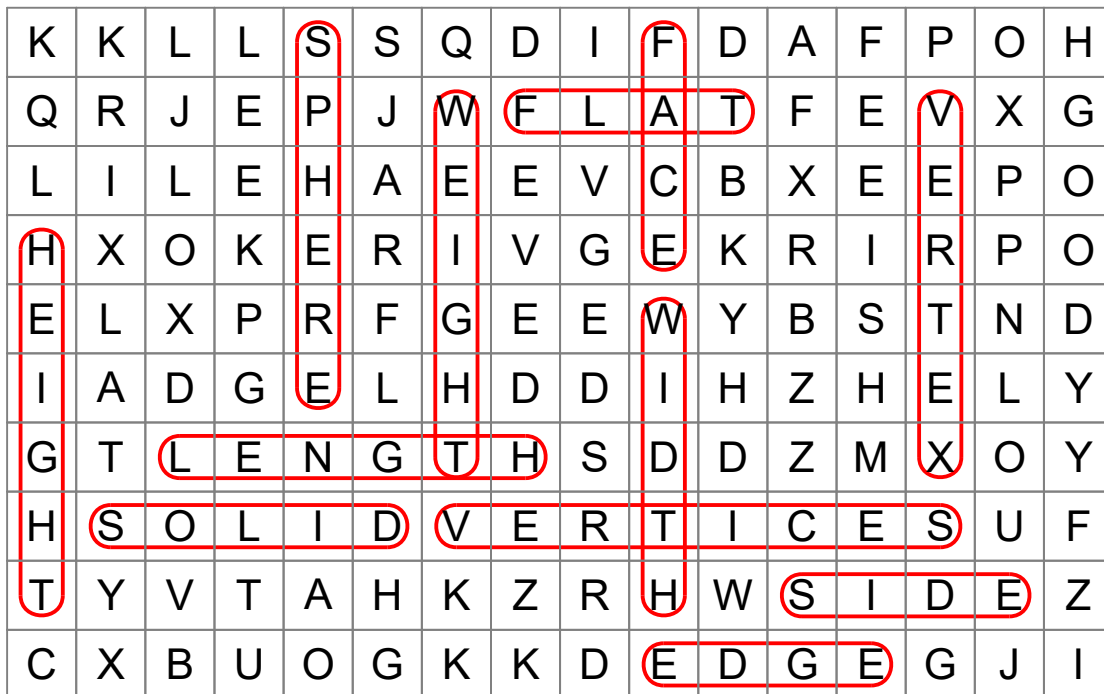 K K L L S S Q D I F D A F P O H
Q R J E P J W F L A T F E V X G
L I L E H A E E V C B X E E P O
H X O K E R I V G E K R I R P O
E L X P R F G E E W Y B S T N D
I A D G E L H D D I H Z H E L Y
G T L E N G T H S D D Z M X O Y
H S O L I D V E R T I C E S U F
T Y V T A H K Z R H W S I D E Z
C X B U O G K K D E D G E G J I